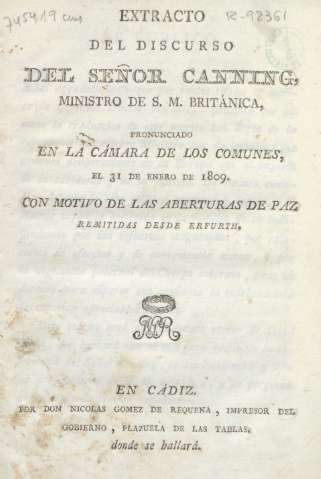 745419 cus R-92361
EXTRACTO
DEL DISCURSO
DEL SEÑOR CANNING,
MINISTRO DE S. M. BRITÁNICA,
PRONUNCIADO
EN LA CÁMARA DE LOS COMUNES,
EL 31 DE ENERO DE 1809.
CON MOTIVO DE LAS ABERTURAS DE PAZ
REMITIDAS DESDE ERFURTH,
EN CÁDIZ.
POR DON NICOLAS GOMEZ DE REQUENA, IMPRESOR DEL
GOBIERNO, PLAZUELA DE LAS TABLAS,
donde se hallará.